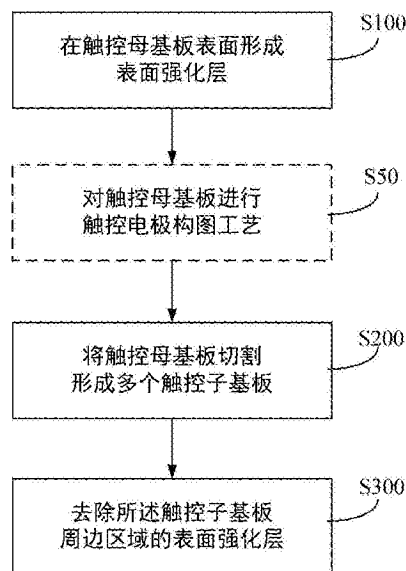 S100
在触控母基板表面形成
表面强化层
S50
对触控母基板进行
触控电极构图工艺
S200
将触控母基板切割
形成多个触控子基板
S300
去除所述触控子基板
周边区域的表面强化层